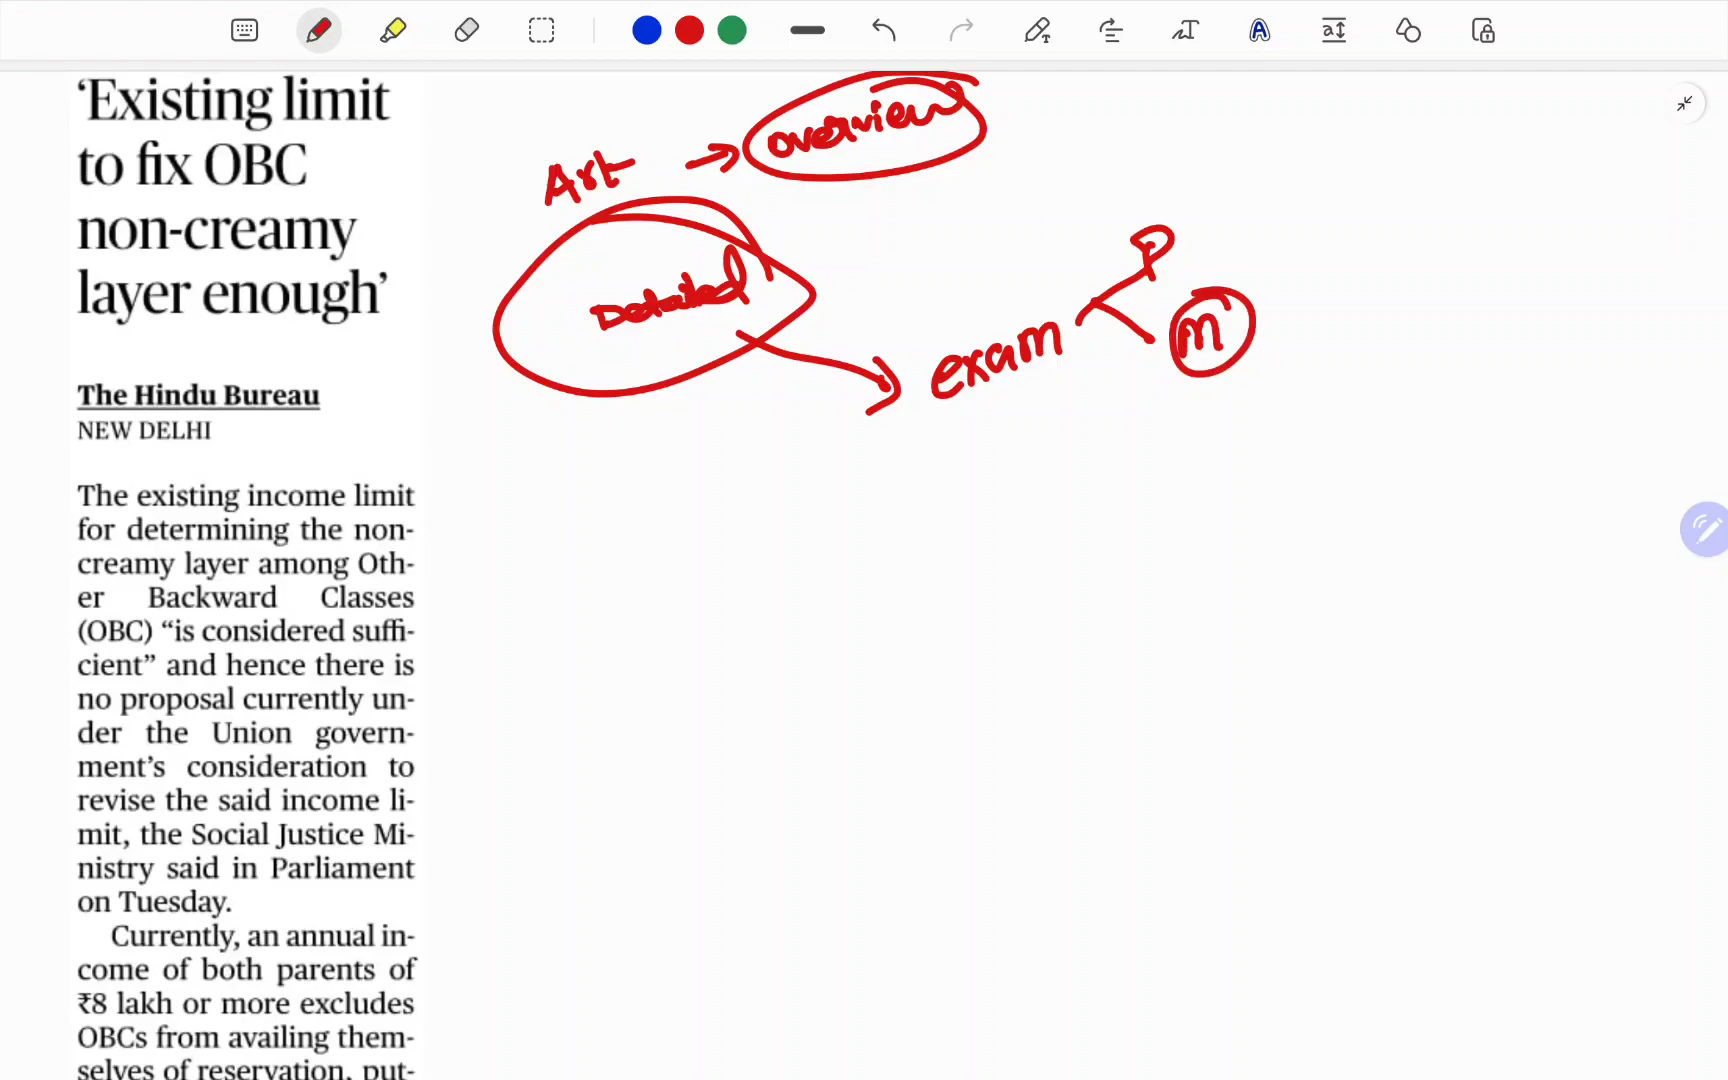 ‘Existing limit
to fix OBC
non-creamy
layer enough’
The Hindu Bureau
NEW DELHI
The existing income limit
for determining the non-
creamy layer among Oth-
er Backward Classes
(OBC) “is considered suffi-
cient” and hence there is
no proposal currently un-
der the Union govern-
ment’s consideration to
revise the said income li-
mit, the Social Justice Mi-
nistry said in Parliament
on Tuesday.
Currently, an annual in-
come of both parents of
₹8 lakh or more excludes
OBCs from availing them-
selves of reservation, put-
Art → overview
Detailed
exam
P
m